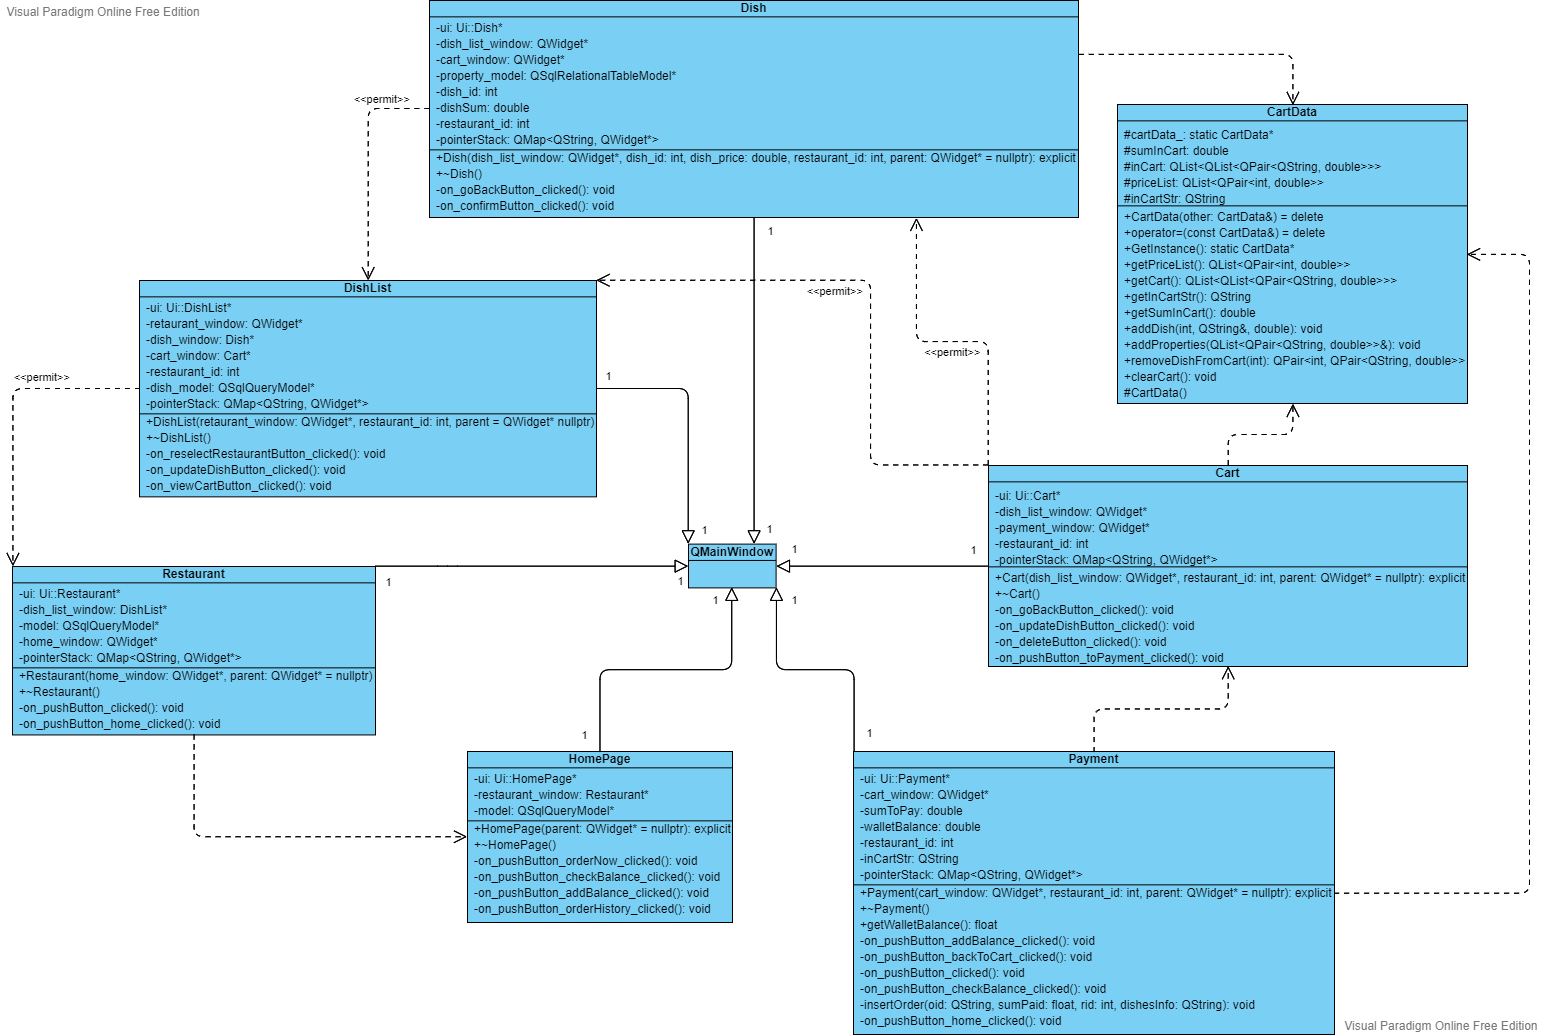 Visual Paradigm Online Free Edition
Dish
-ui: Ui::Dish*
-dish_list_window: QWidget*
-cart_window: QWidget*
-property_model: QSqlRelationalTableModel*
-dish_id: int
-dishSum: double
-restaurant_id: int
-pointerStack: QMap<QString, QWidget*>
+Dish(dish_list_window: QWidget*, dish_id: int, dish_price: double, restaurant_id: int, parent: QWidget* = nullptr): explicit
+~Dish()
-on_goBackButton_clicked(): void
-on_confirmButton_clicked(): void
<<permit>>
1
CartData
#cartData_: static CartData*
#sumInCart: double
#inCart: QList<QList<QPair<QString, double>>>
#priceList: QList<QPair<int, double>>
#inCartStr: QString
+CartData(other: CartData&) = delete
+operator=(const CartData&) = delete
+GetInstance(): static CartData*
+getPriceList(): QList<QPair<int, double>>
+getCart(): QList<QList<QPair<QString, double>>>
+getInCartStr(): QString
+getSumInCart(): double
+addDish(int, QString&, double): void
+addProperties(QList<QPair<QString, double>>&): void
+removeDishFromCart(int): QPair<int, QPair<QString, double>>
+clearCart(): void
#CartData()
DishList
-ui: Ui::DishList*
-retaurant_window: QWidget*
-dish_window: Dish*
-cart_window: Cart*
-restaurant_id: int
-dish_model: QSqlQueryModel*
-pointerStack: QMap<QString, QWidget*>
+DishList(retaurant_window: QWidget*, restaurant_id: int, parent = QWidget* nullptr)
+~DishList()
-on_reselectRestaurantButton_clicked(): void
-on_updateDishButton_clicked(): void
-on_viewCartButton_clicked(): void
<<permit>>
<<permit>>
<<permit>>
1
1
1
QMainWindow
1
1
1
1
1
Cart
-ui: Ui::Cart*
-dish_list_window: QWidget*
-payment_window: QWidget*
-restaurant_id: int
-pointerStack: QMap<QString, QWidget*>
+Cart(dish_list_window: QWidget*, restaurant_id: int, parent: QWidget* = nullptr): explicit
+~Cart()
-on_goBackButton_clicked(): void
-on_updateDishButton_clicked(): void
-on_deleteButton_clicked(): void
-on_pushButton_toPayment_clicked(): void
Restaurant
-ui: Ui::Restaurant*
-dish_list_window: DishList*
-model: QSqlQueryModel*
-home_window: QWidget*
-pointerStack: QMap<QString, QWidget*>
+Restaurant(home_window: QWidget*, parent: QWidget* = nullptr)
+~Restaurant()
-on_pushButton_clicked(): void
-on_pushButton_home_clicked(): void
1
1
1
HomePage
-ui: Ui::HomePage*
-restaurant_window: Restaurant*
-model: QSqlQueryModel*
+HomePage(parent: QWidget* = nullptr): explicit
+~HomePage()
-on_pushButton_orderNow_clicked(): void
-on_pushButton_checkBalance_clicked(): void
-on_pushButton_addBalance_clicked(): void
-on_pushButton_orderHistory_clicked(): void
Payment
-ui: Ui::Payment*
-cart_window: QWidget*
-sumToPay: double
-walletBalance: double
-restaurant_id: int
-inCartStr: QString
-pointerStack: QMap<QString, QWidget*>
+Payment(cart_window: QWidget*, restaurant_id: int, parent: QWidget* = nullptr): explicit
+~Payment()
+getWalletBalance(): float
-on_pushButton_addBalance_clicked(): void
-on_pushButton_backToCart_clicked(): void
-on_pushButton_clicked(): void
-on_pushButton_checkBalance_clicked(): void
-insertOrder(oid: QString, sumPaid: float, rid: int, dishesInfo: QString): void
-on_pushButton_home_clicked(): void
Visual Paradigm Online Free Edition